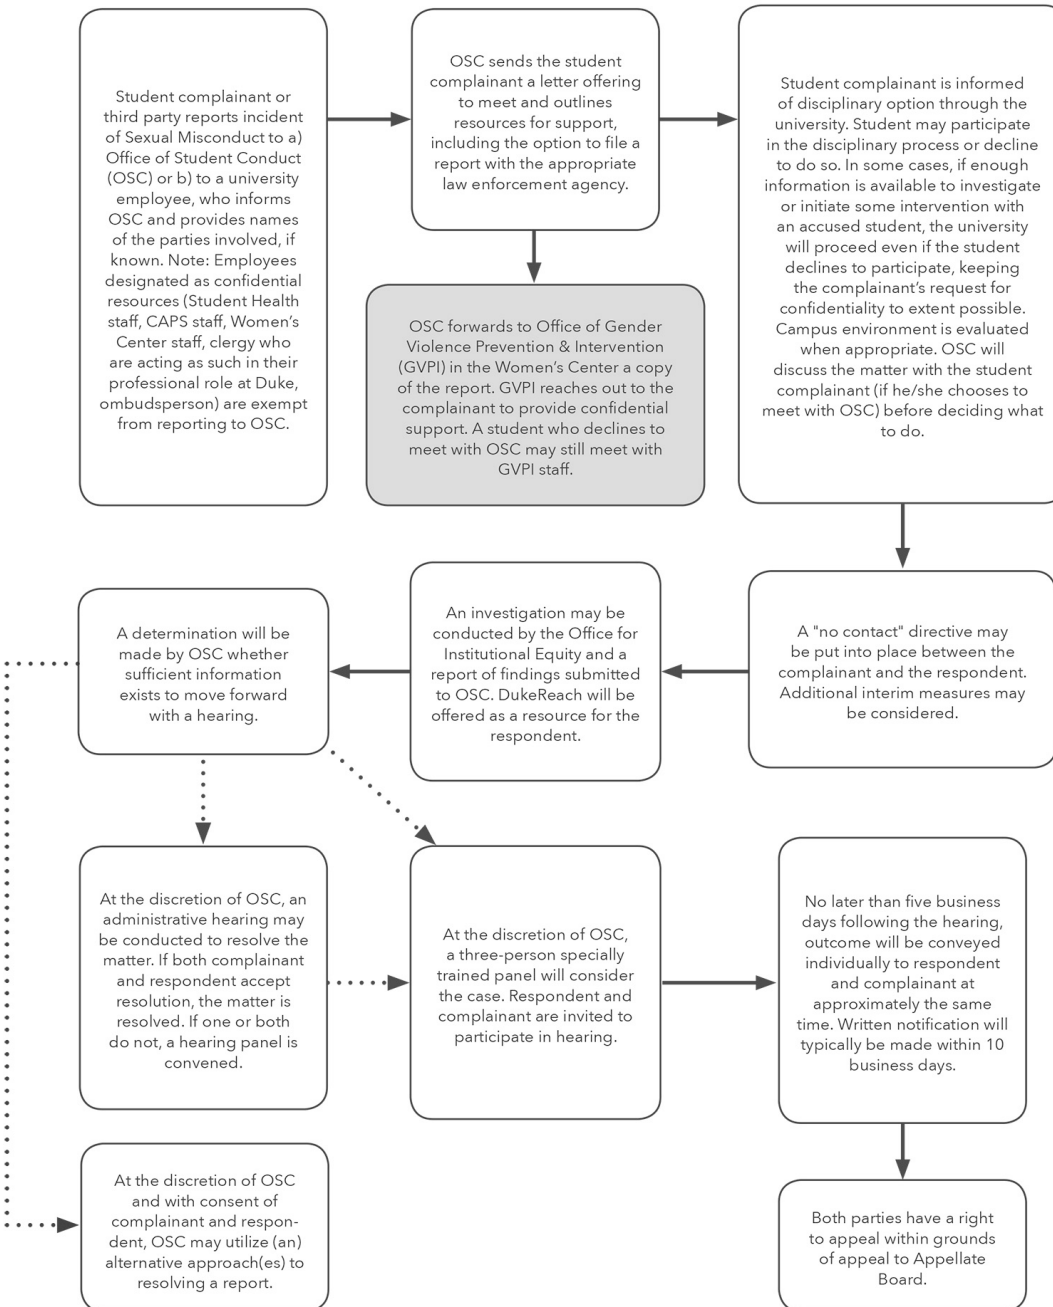 Student complainant or
third party reports incident
of Sexual Misconduct to a)
Office of Student Conduct
(OSC) or b) to a university
employee, who informs
OSC and provides names
of the parties involved, if
known. Note: Employees
designated as confidential
resources (Student Health
staff, CAPS staff, Women's
Center staff, clergy who
are acting as such in their
professional role at Duke,
ombudsperson) are exempt
from reporting to OSC.
OSC sends the student
complainant a letter offering
to meet and outlines
resources for support,
including the option to file a
report with the appropriate
law enforcement agency.
OSC forwards to Office of Gender
Violence Prevention & Intervention
(GVPI) in the Women's Center a copy
of the report. GVPI reaches out to the
complainant to provide confidential
support. A student who declines to
meet with OSC may still meet with
GVPI staff.
Student complainant is informed
of disciplinary option through the
university. Student may participate
in the disciplinary process or decline
to do so. In some cases, if enough
information is available to investigate
or initiate some intervention with
an accused student, the university
will proceed even if the student
declines to participate, keeping
the complainant's request for
confidentiality to extent possible.
Campus environment is evaluated
when appropriate. OSC will
discuss the matter with the student
complainant (if he/she chooses to
meet with OSC) before deciding what
to do.
A "no contact" directive may
be put into place between the
complainant and the respondent.
Additional interim measures may
be considered.
An investigation may be
conducted by the Office for
Institutional Equity and a
report of findings submitted
to OSC. DukeReach will be
offered as a resource for the
respondent.
A determination will be
made by OSC whether
sufficient information
exists to move forward
with a hearing.
At the discretion of OSC, an
administrative hearing may
be conducted to resolve the
matter. If both complainant
and respondent accept
resolution, the matter is
resolved. If one or both
do not, a hearing panel is
convened.
At the discretion of OSC,
a three-person specially
trained panel will consider
the case. Respondent and
complainant are invited to
participate in hearing.
No later than five business
days following the hearing,
outcome will be conveyed
individually to respondent
and complainant at
approximately the same
time. Written notification will
typically be made within 10
business days.
At the discretion of OSC
and with consent of
complainant and respon-
dent, OSC may utilize (an)
alternative approach(es) to
resolving a report.
Both parties have a right
to appeal within grounds
of appeal to Appellate
Board.